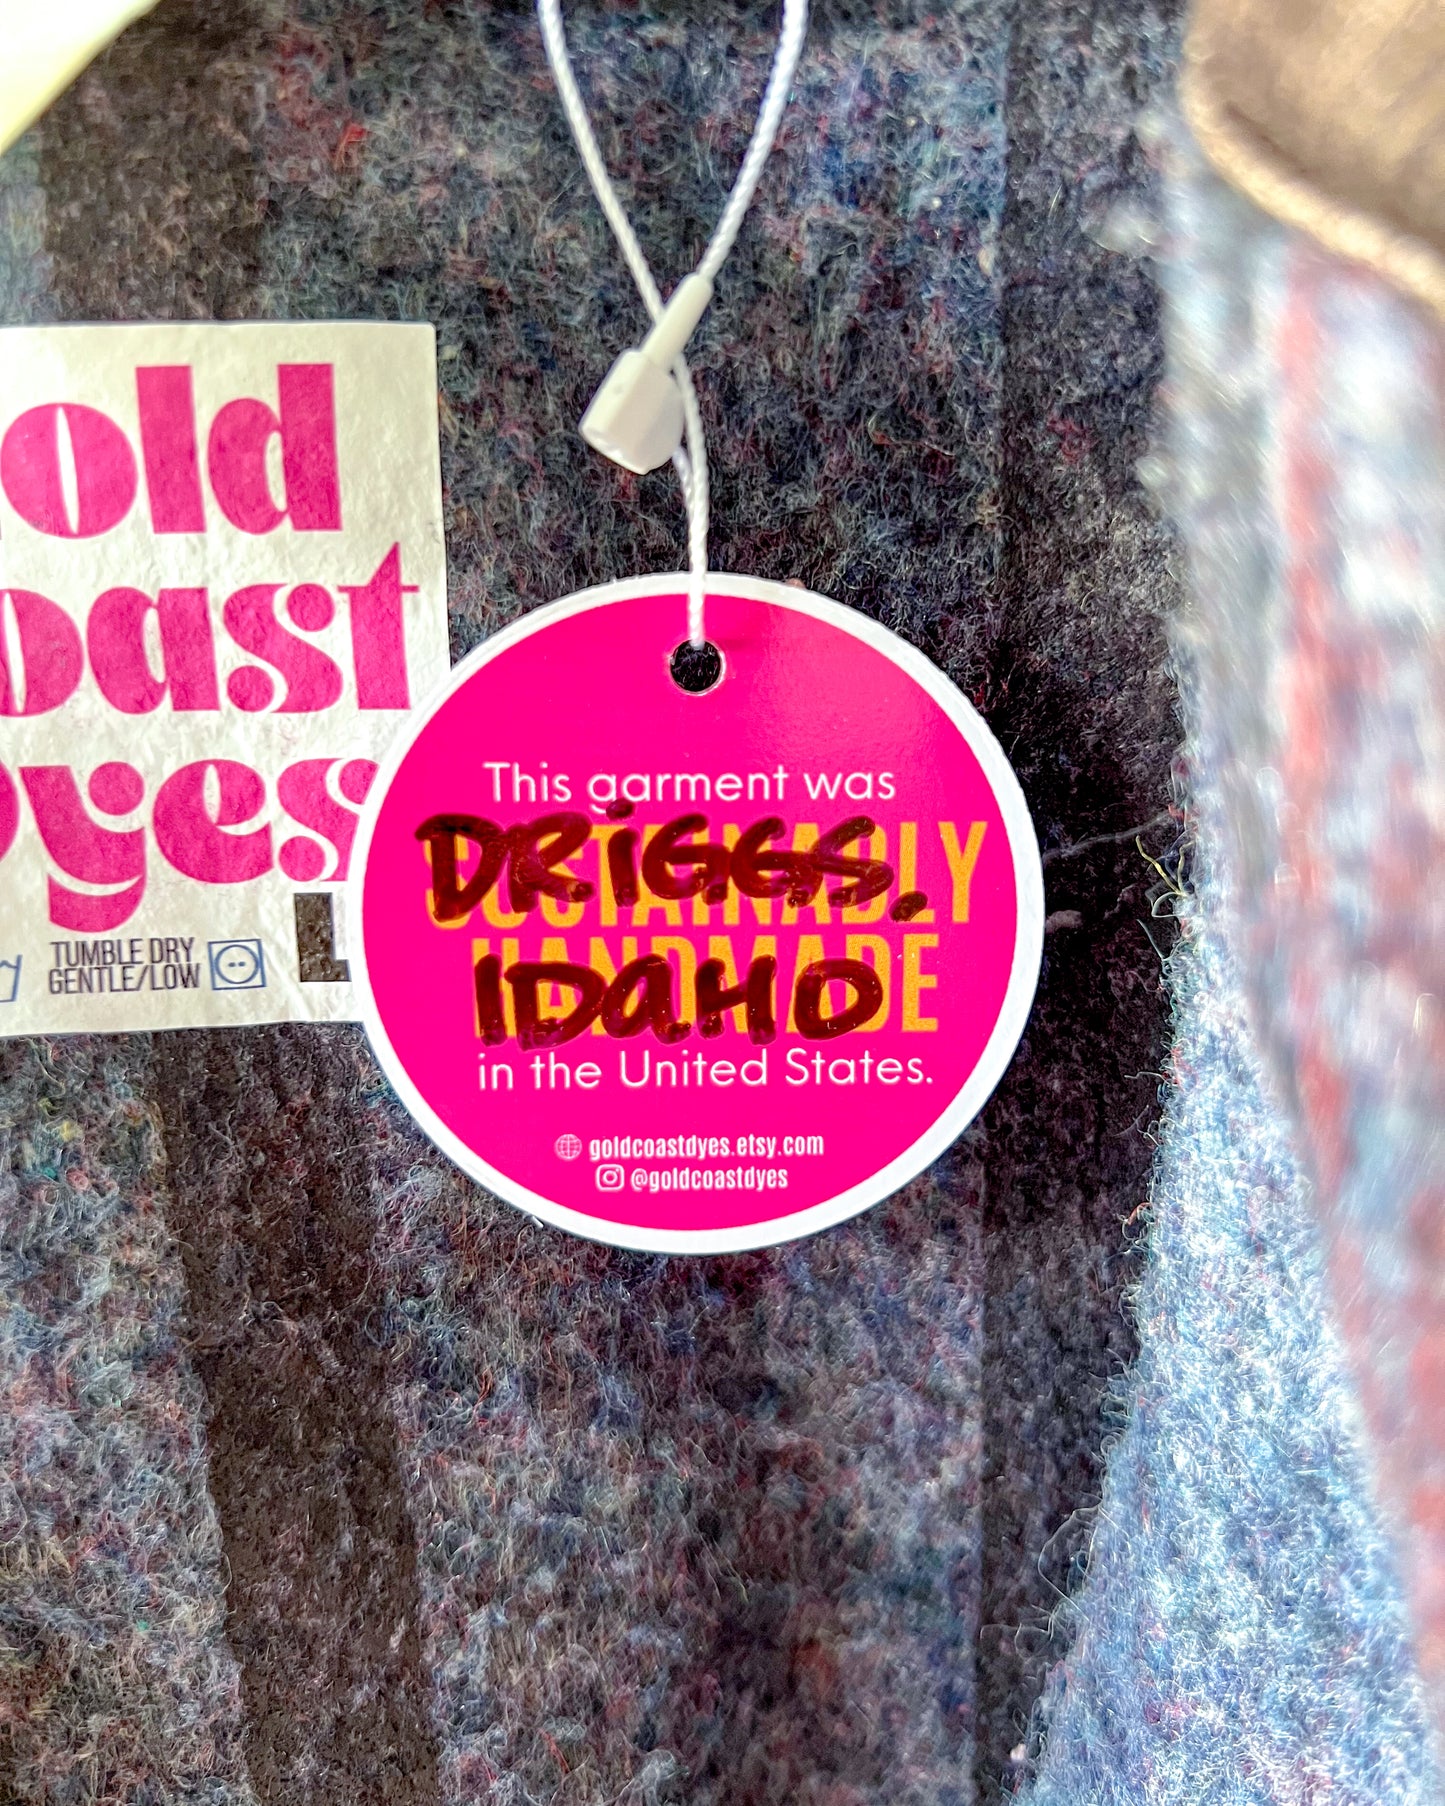 old
oast
yes
TUMBLE DRY
GENTLE/LOW
L
This garment was
SUSTAINABLY
DRIGGS.
HANDMADE
IDAHO
in the United States.
goldcoastdyes.etsy.com
@goldcoastdyes